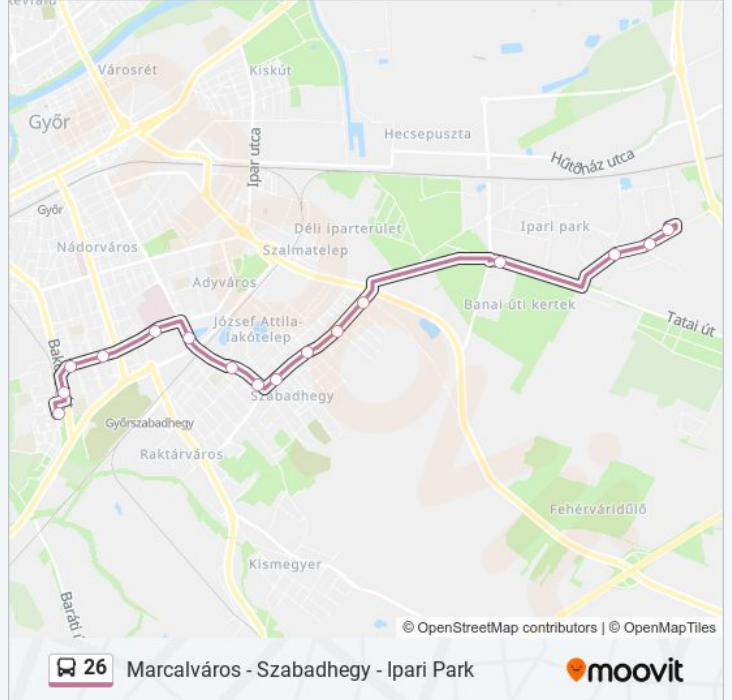 Városrét
Kiskút
Győr
Hecsepuszta
Ipar utca
Hűtőház utca
Győr
Déli iparterület
Ipari park
Nádorváros
Szalmatelep
Adyváros
Banai úti kertek
József Attila-
lakótelep
Tatai út
Szabadhegy
Győrszabadhegy
Raktárváros
Fehérváridűlő
Kismegyer
Baráti
© OpenStreetMap contributors | © OpenMapTiles
26 Marcalváros - Szabadhegy - Ipari Park
moovit